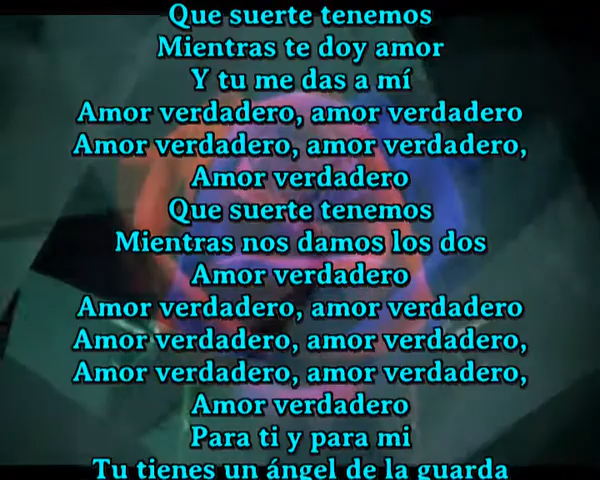 Que suerte tenemos
Mientras te doy amor
Y tu me das a mí
Amor verdadero, amor verdadero
Amor verdadero, amor verdadero,
Amor verdadero
Que suerte tenemos
Mientras nos damos los dos
Amor verdadero
Amor verdadero, amor verdadero
Amor verdadero, amor verdadero,
Amor verdadero, amor verdadero,
Amor verdadero
Para ti y para mi
Tu tienes un ángel de la guarda